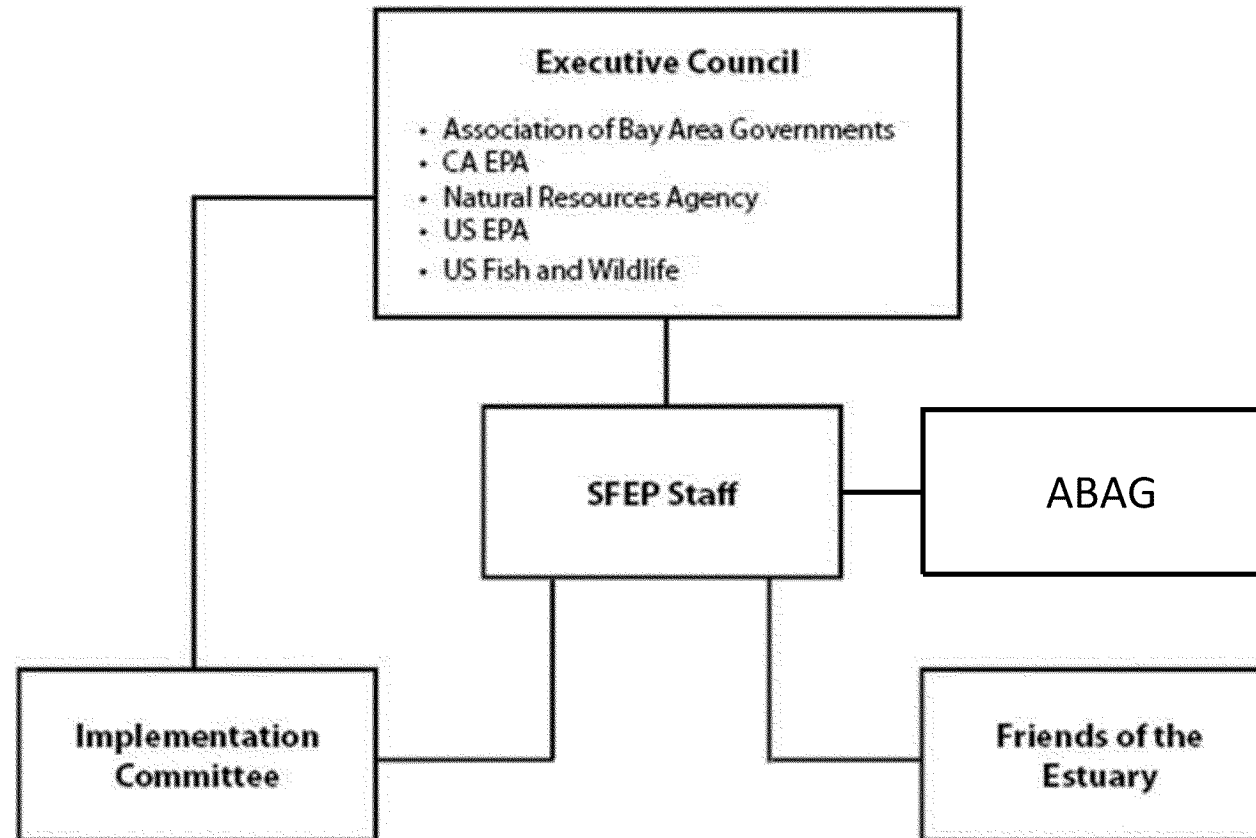 Executive Council
• Association of Bay Area Governments
• CA EPA
• Natural Resources Agency
• US EPA
• US Fish and Wildlife
SFEP Staff
ABAG
Implementation
Committee
Friends of the
Estuary